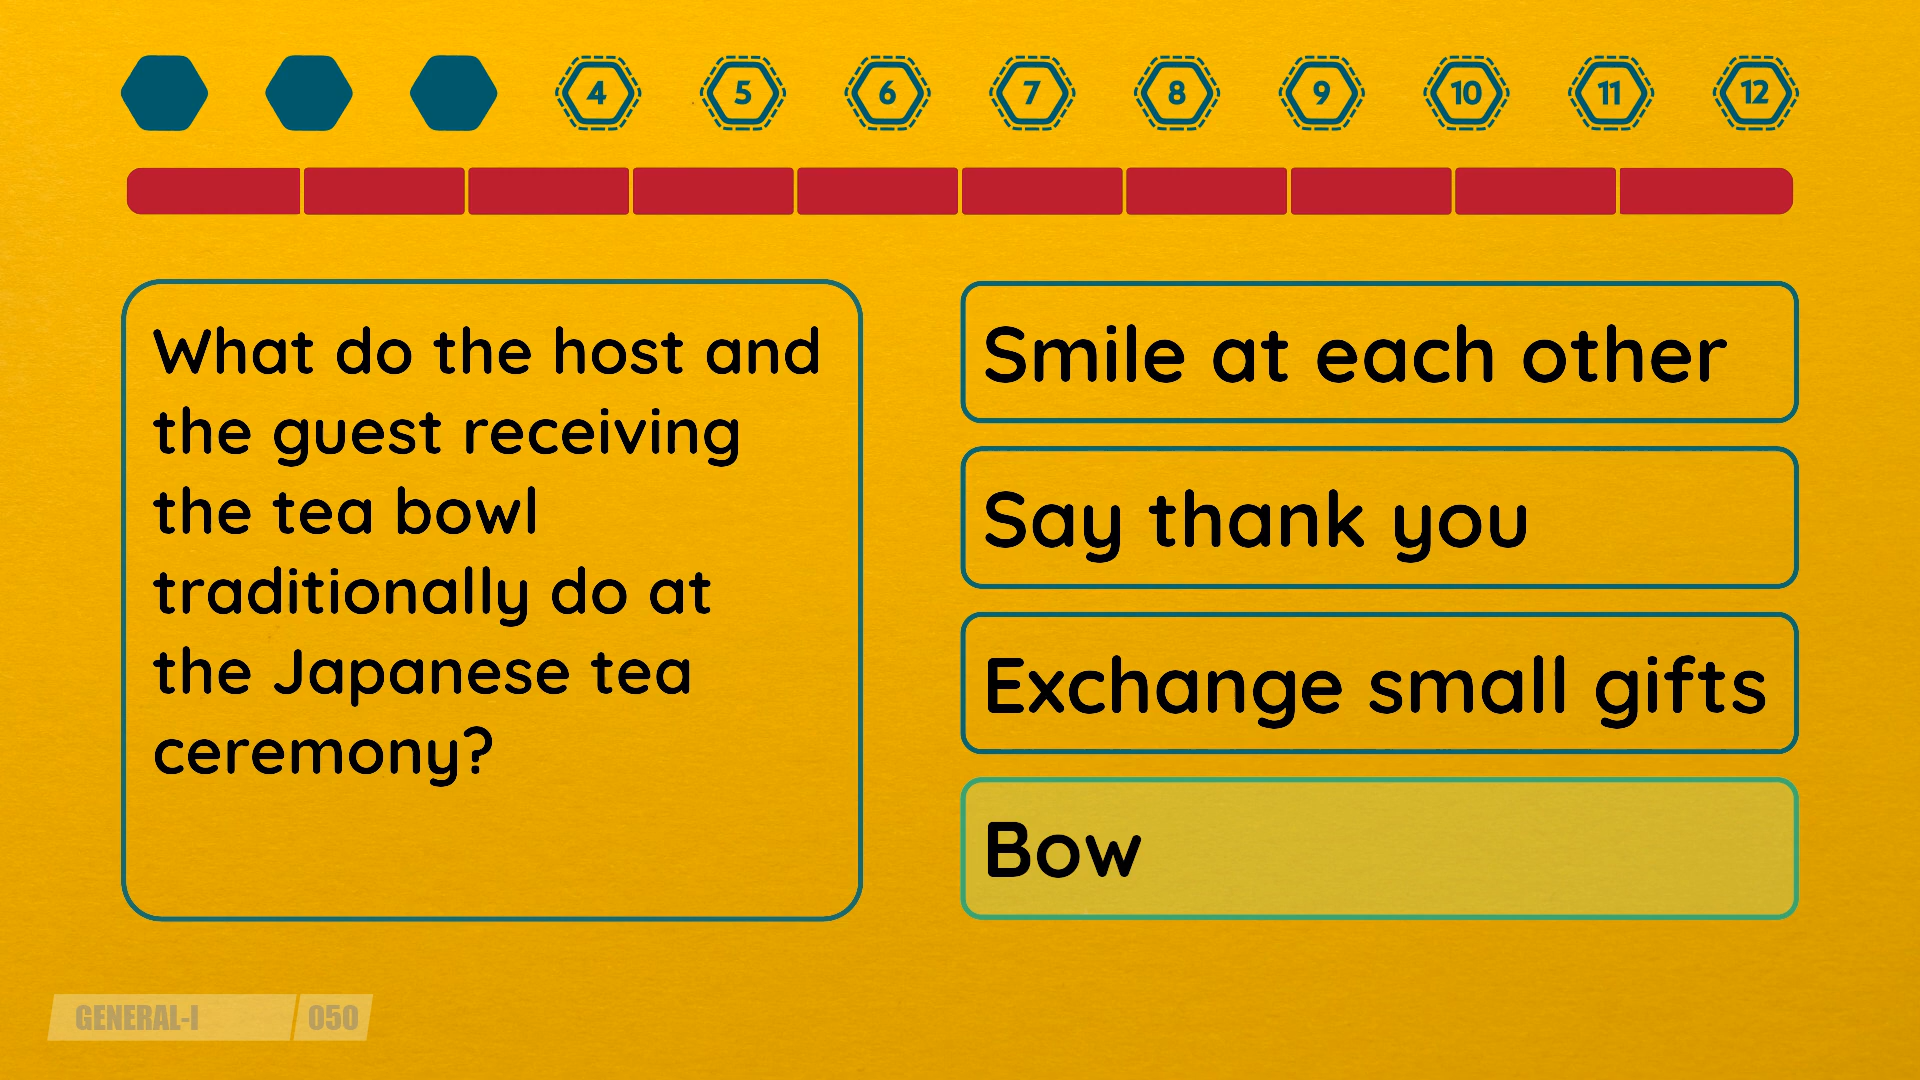 4 5 6 7 8 9 10 11 12
What do the host and
the guest receiving
the tea bowl
traditionally do at
the Japanese tea
ceremony?
Smile at each other
Say thank you
Exchange small gifts
Bow
GENERAL-I 050